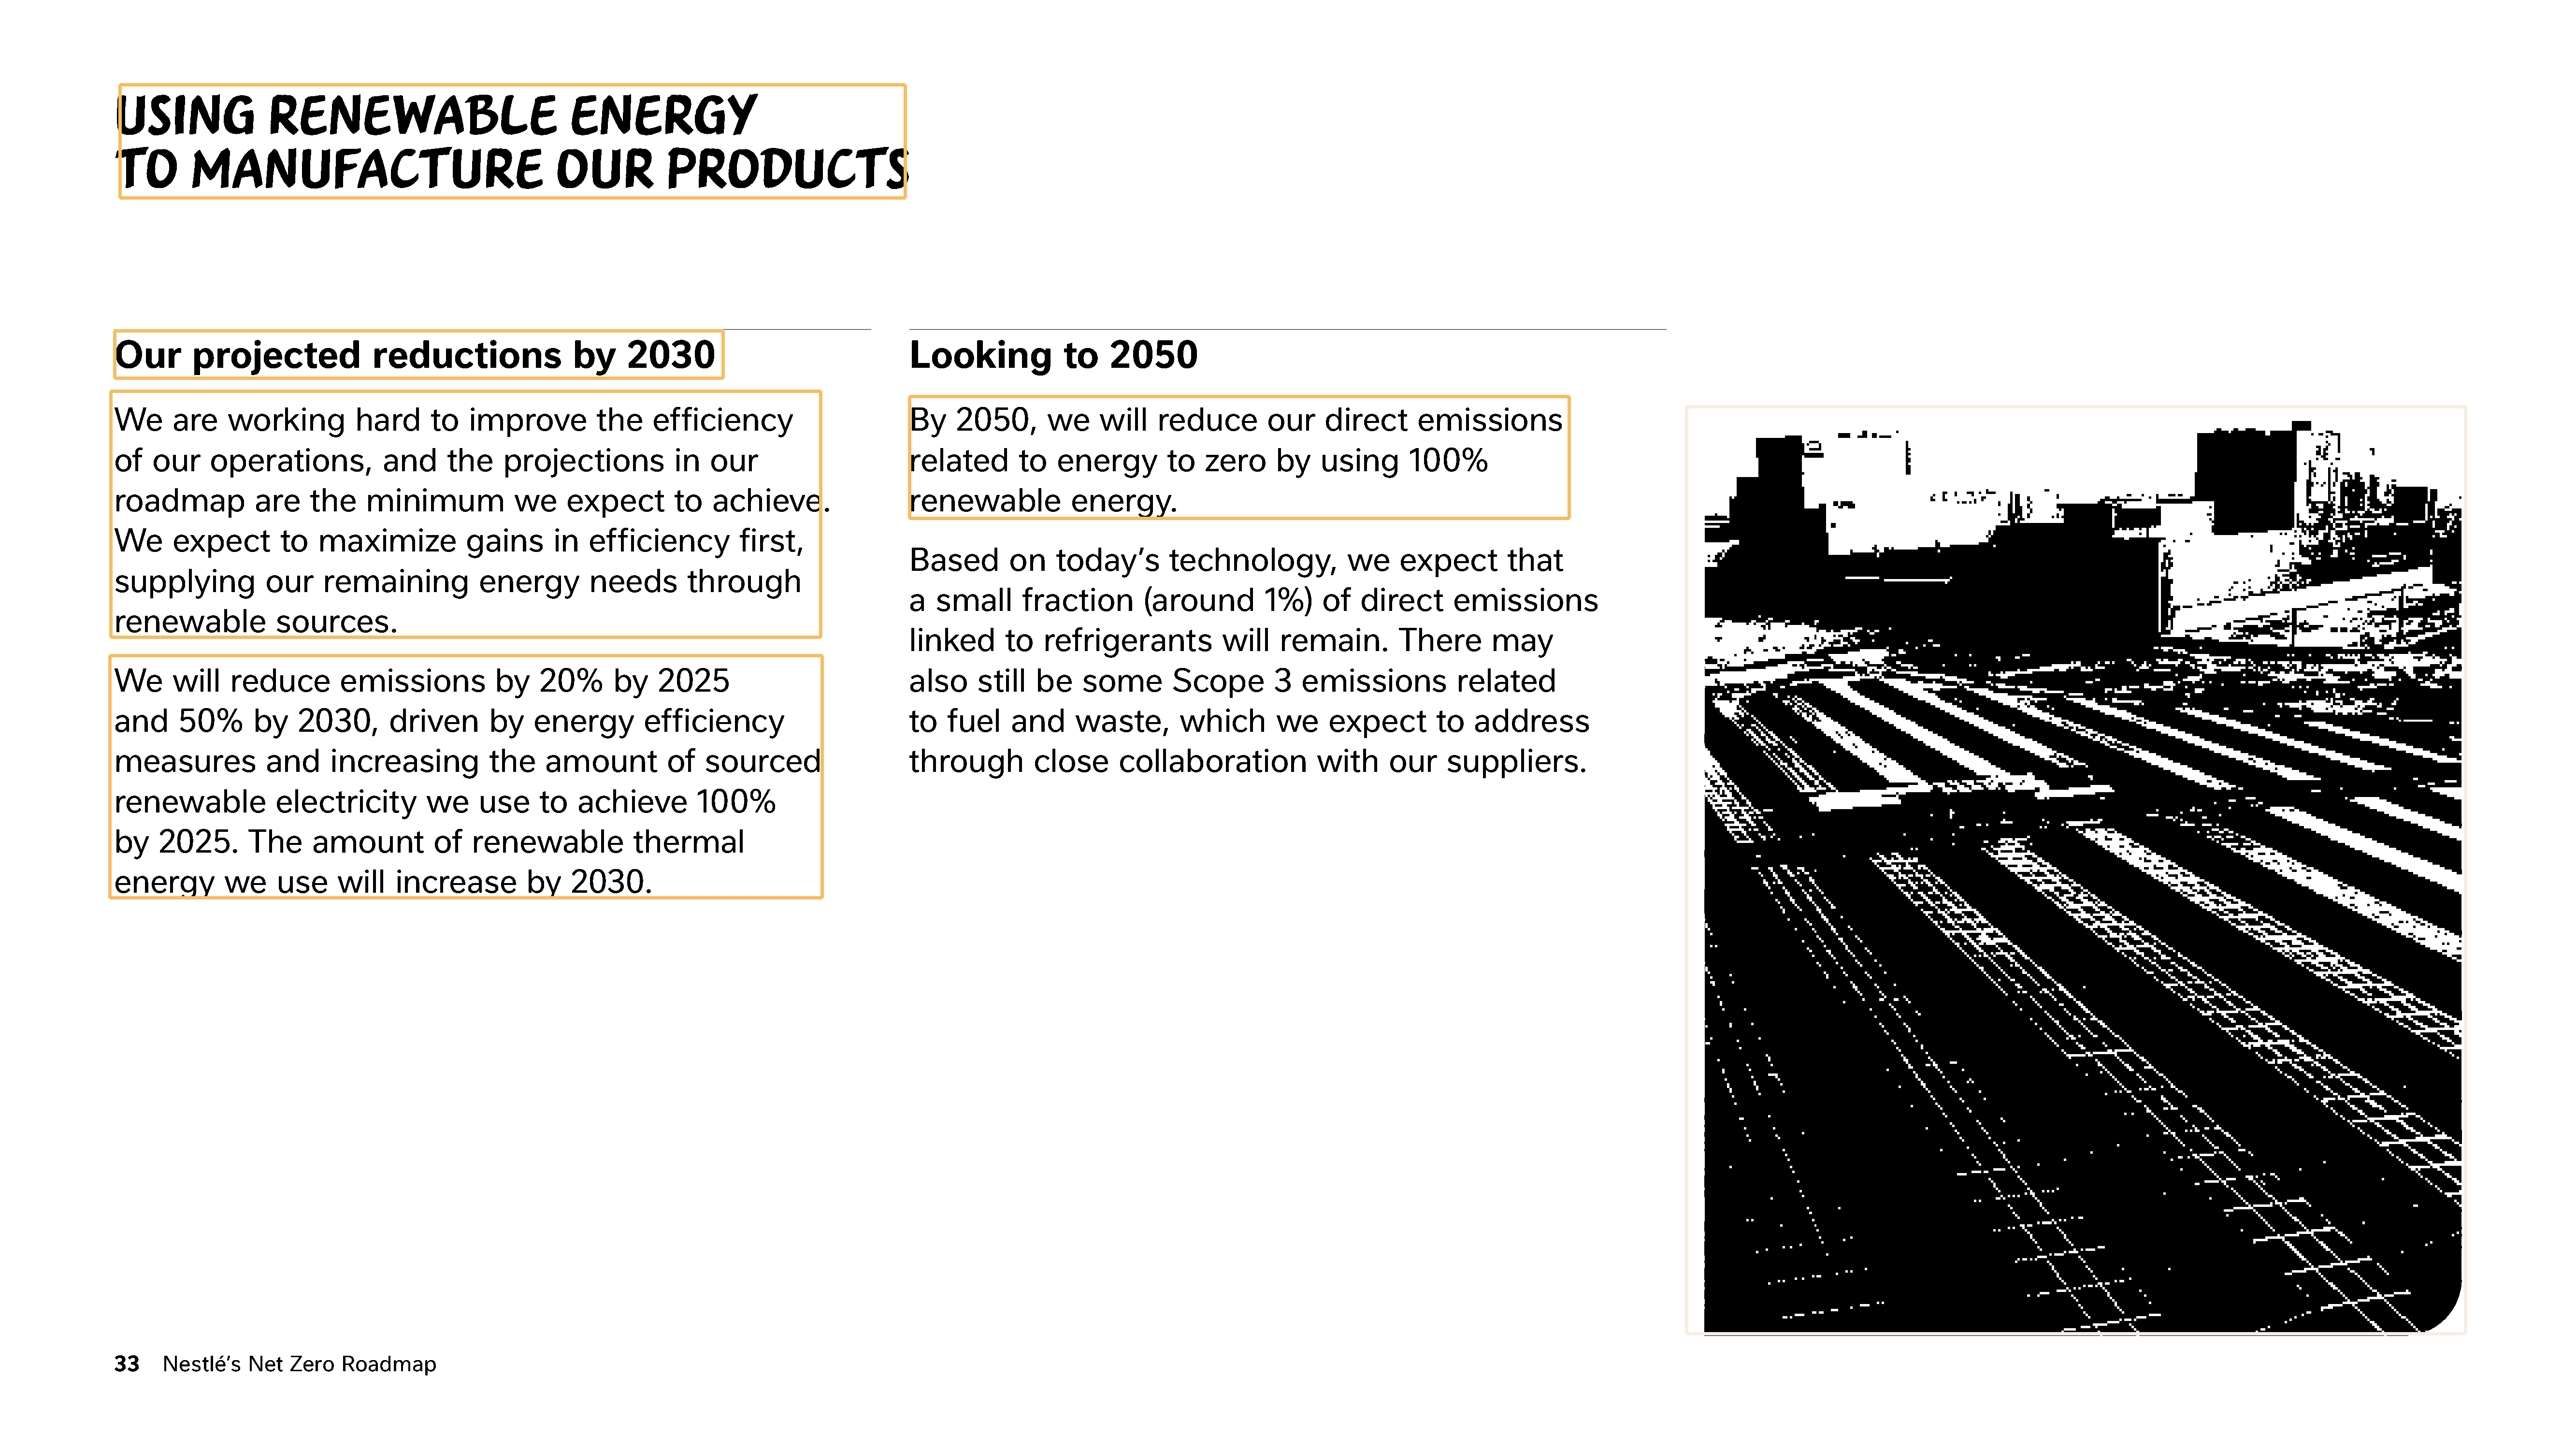 USING RENEWABLE ENERGY
TO MANUFACTURE OUR PRODUCTS
Our projected reductions by 2030
We are working hard to improve the efficiency
of our operations, and the projections in our
roadmap are the minimum we expect to achieve.
We expect to maximize gains in efficiency first,
supplying our remaining energy needs through
renewable sources.
We will reduce emissions by 20% by 2025
and 50% by 2030, driven by energy efficiency
measures and increasing the amount of sourced
renewable electricity we use to achieve 100%
by 2025. The amount of renewable thermal
energy we use will increase by 2030.
Looking to 2050
By 2050, we will reduce our direct emissions
related to energy to zero by using 100%
renewable energy.
Based on today’s technology, we expect that
a small fraction (around 1%) of direct emissions
linked to refrigerants will remain. There may
also still be some Scope 3 emissions related
to fuel and waste, which we expect to address
through close collaboration with our suppliers.
33 Nestlé’s Net Zero Roadmap